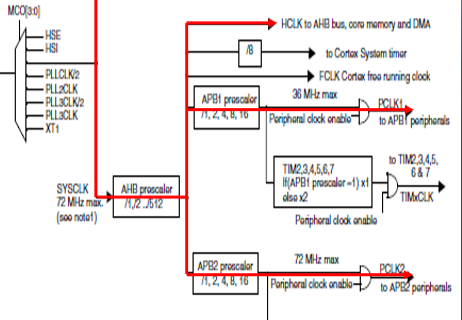 MCO[3:0]
HSE
HSI
PLLCLK/2
PLL2CLK
PLL3CLK/2
PLL3CLK
XT1
SYSCLK
72 MHz max.
(see note1)
AHB prescaler
/1,2 ../512
HCLK to AHB bus, core memory and DMA
/8
to Cortex System timer
FCLK Cortex free running clock
APB1 prescaler
/1, 2, 4, 8, 16
36 MHz max
Peripheral clock enable
PCLK1
to APB1 peripherals
TIM2,3,4,5,6,7
If(APB1 prescaler =1) x1
else x2
to TIM2,3,4,5,
6 & 7
TIMxCLK
Peripheral clock enable
APB2 prescaler
/1, 2, 4, 8, 16
72 MHz max
Peripheral clock enable
PCLK2
to APB2 peripherals